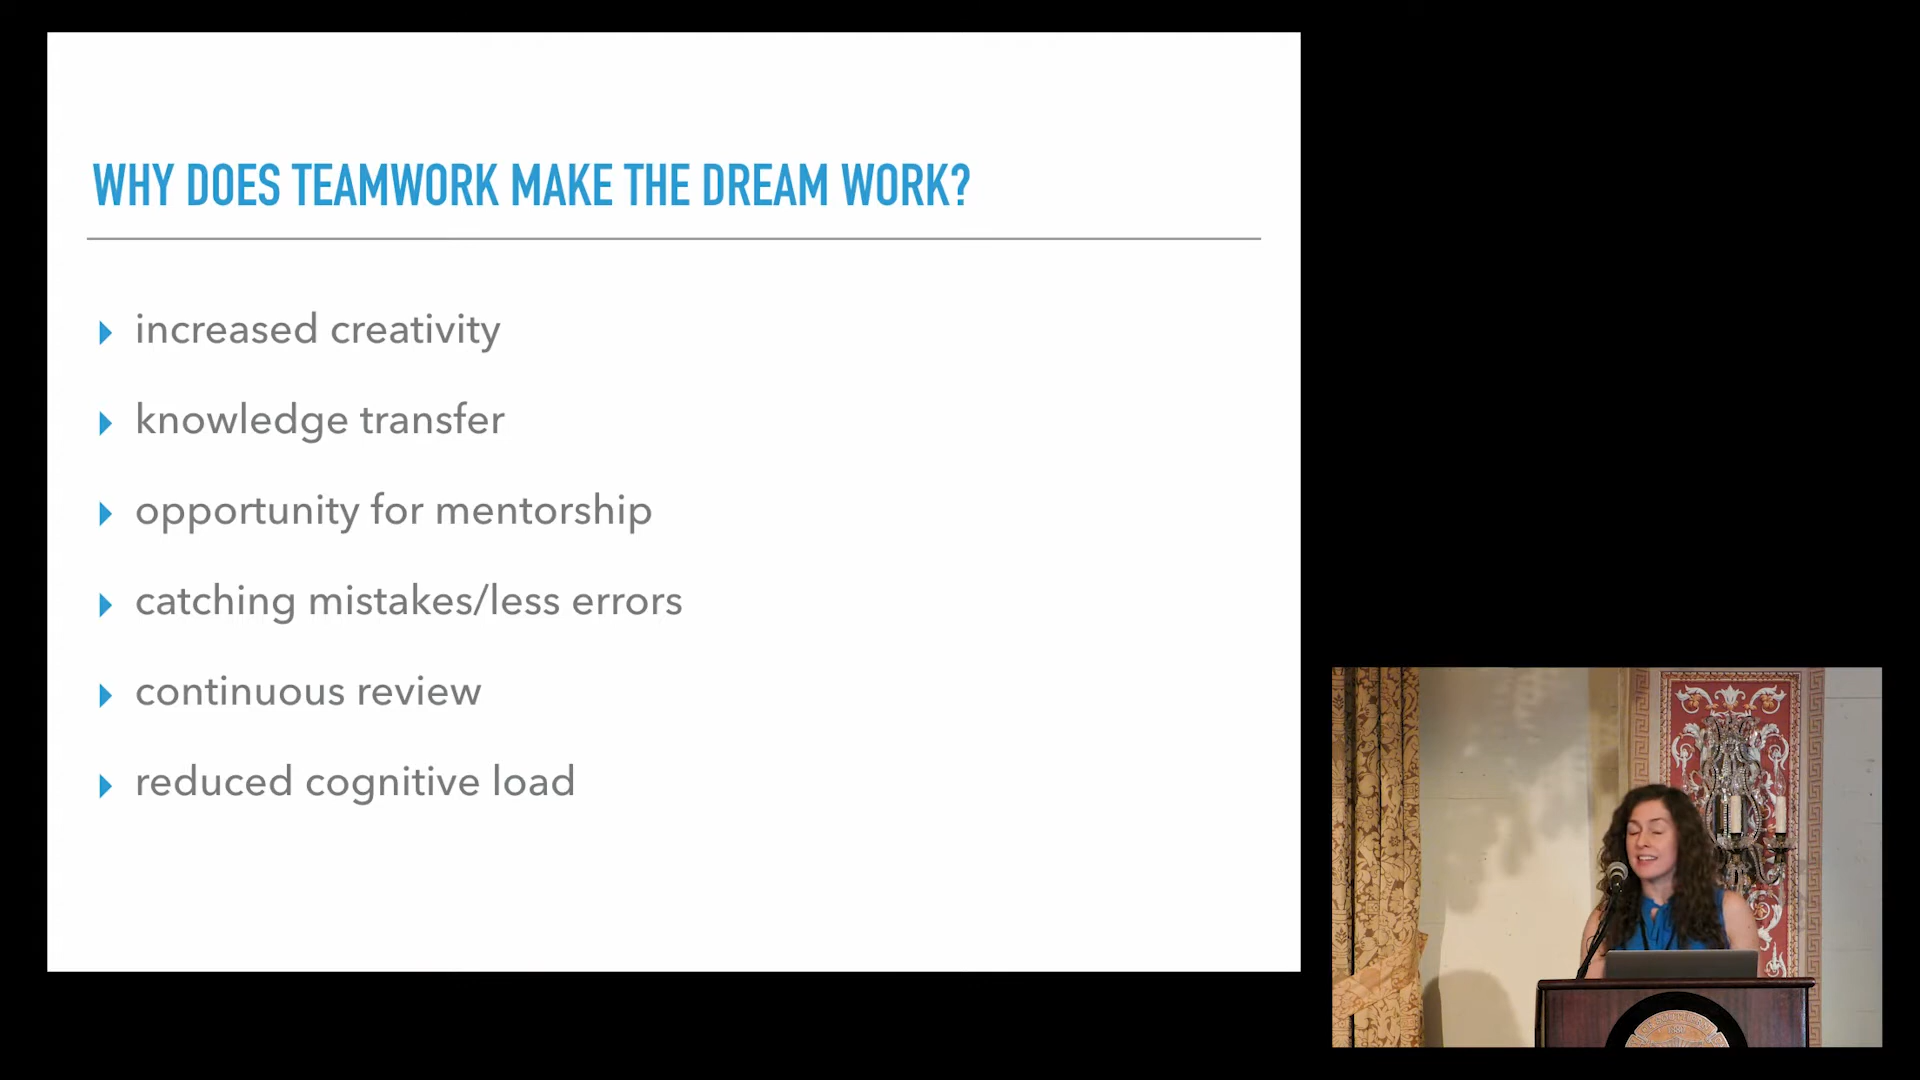 WHY DOES TEAMWORK MAKE THE DREAM WORK?
increased creativity
knowledge transfer
opportunity for mentorship
catching mistakes/less errors
continuous review
reduced cognitive load